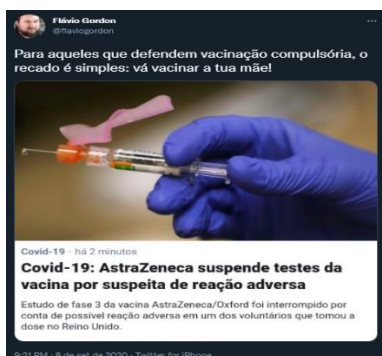 Flávio Gordon
@flaviogordon
Para aqueles que defendem vacinação compulsória, o
recado é simples: vá vacinar a tua mãe!
Covid-19 · há 2 minutos
Covid-19: AstraZeneca suspende testes da
vacina por suspeita de reação adversa
Estudo de fase 3 da vacina AstraZeneca/Oxford foi interrompido por
conta de possível reação adversa em um dos voluntários que tomou a
dose no Reino Unido.
9:21 PM · 8 de set de 2020 · Twitter for iPhone